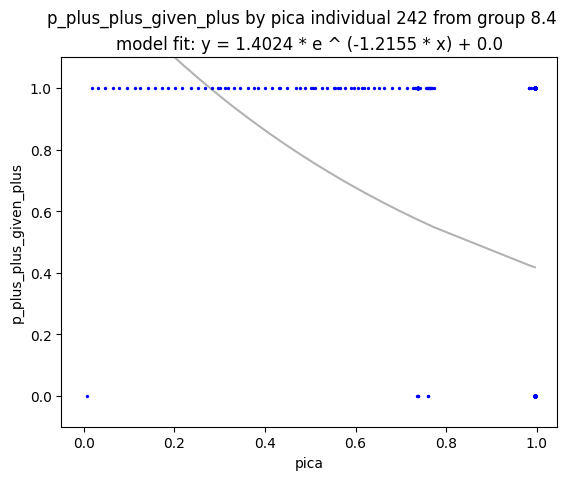 p_plus_plus_given_plus by pica individual 242 from group 8.4
model fit: y = 1.4024 * e ^ (-1.2155 * x) + 0.0
1.0
0.8
0.6
0.4
0.2
0.0
p_plus_plus_given_plus
0.0 0.2 0.4 0.6 0.8 1.0
pica